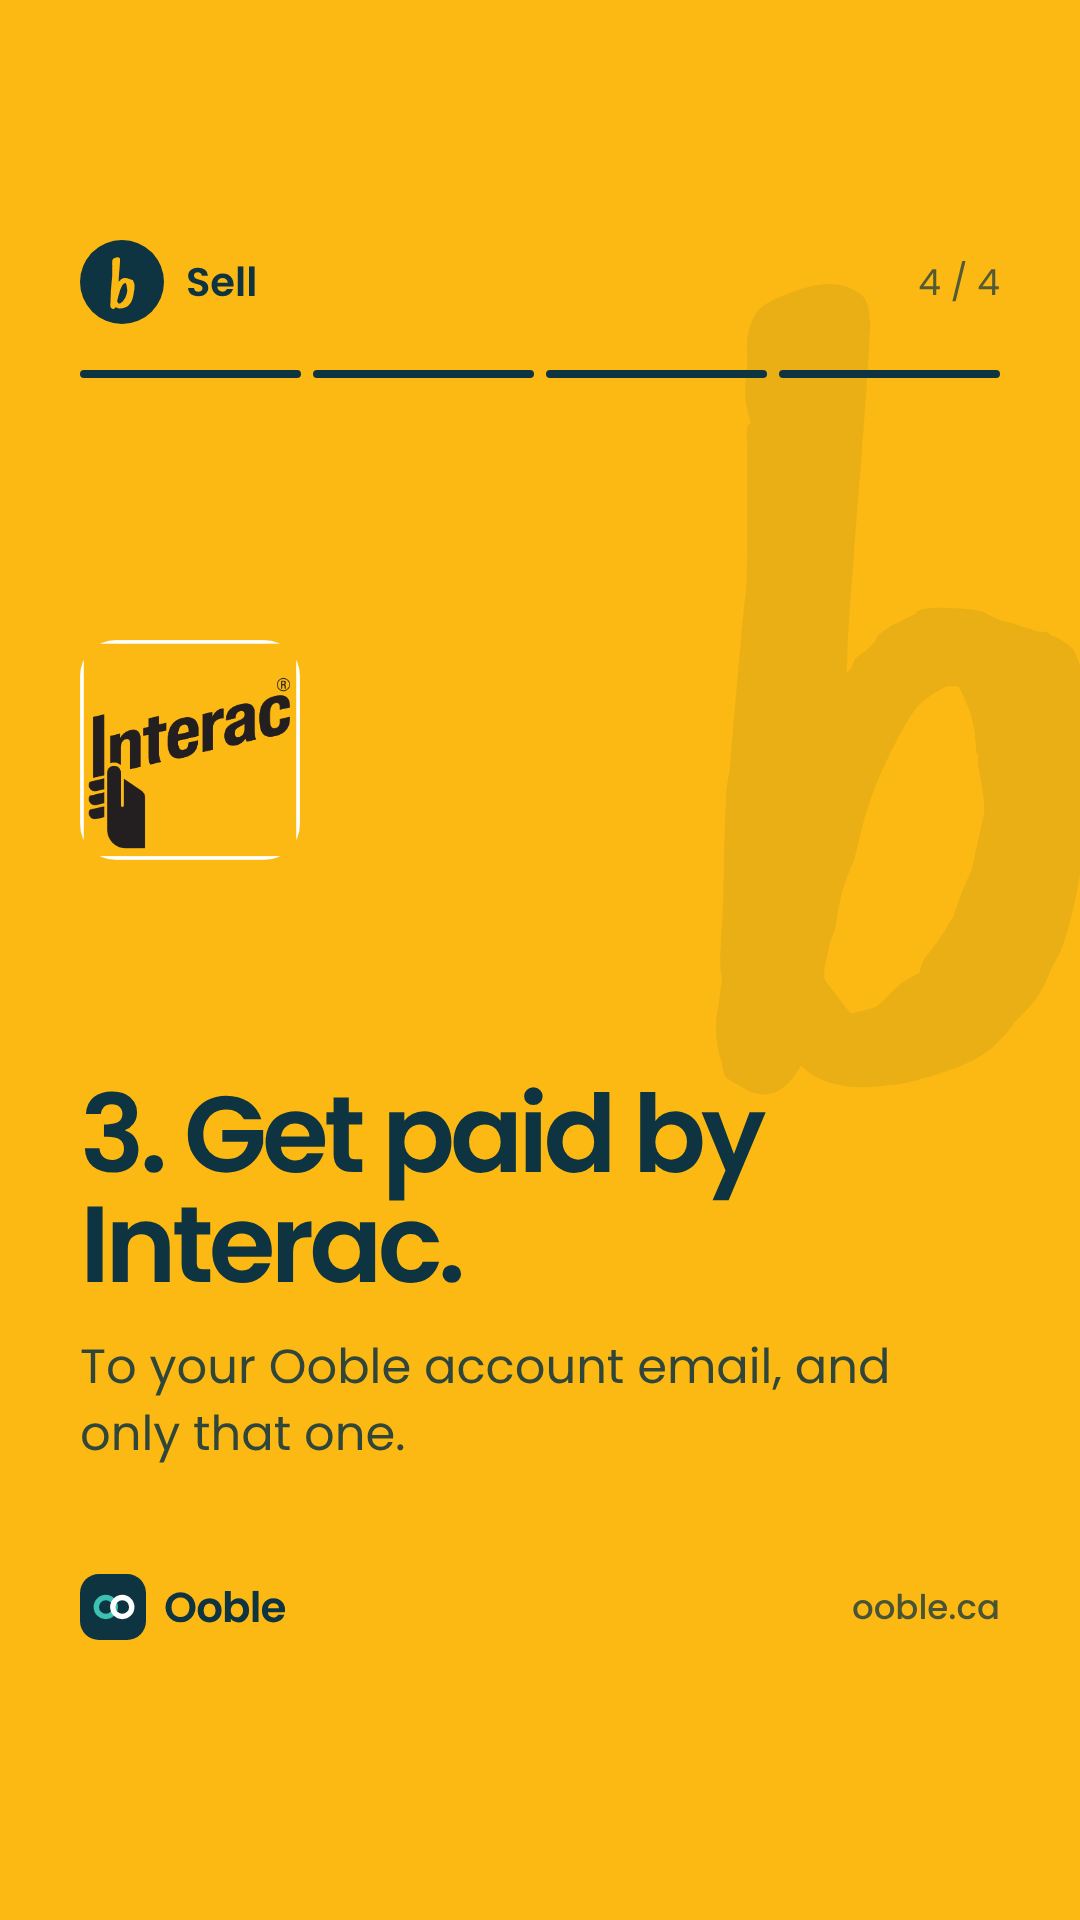 b Sell
4 / 4
Interac®
3. Get paid by
Interac.
To your Ooble account email, and
only that one.
Ooble
ooble.ca